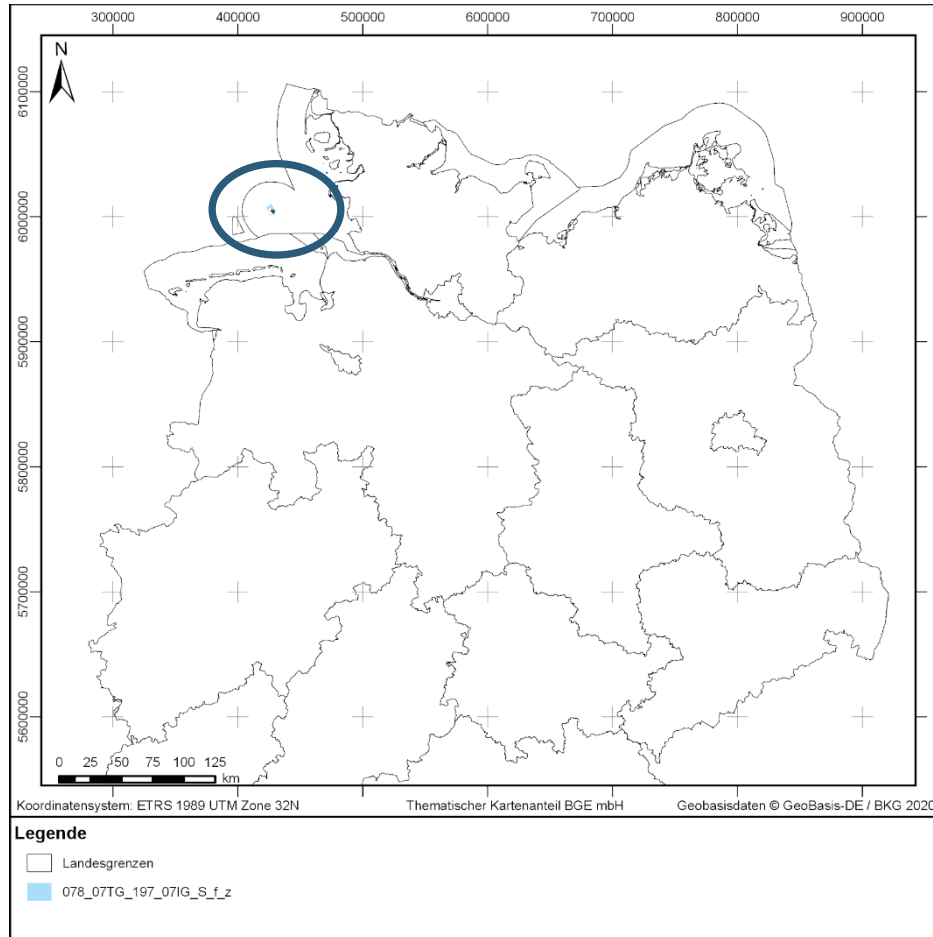 300000 400000 500000 600000 700000 800000 900000
N
6100000
6000000
5900000
5800000
5700000
5600000
0 25 50 75 100 125
km
Koordinatensystem: ETRS 1989 UTM Zone 32N Thematischer Kartenanteil BGE mbH Geobasisdaten © GeoBasis-DE / BKG 2020
Legende
Landesgrenzen
078_07TG_197_07IG_S_f_z